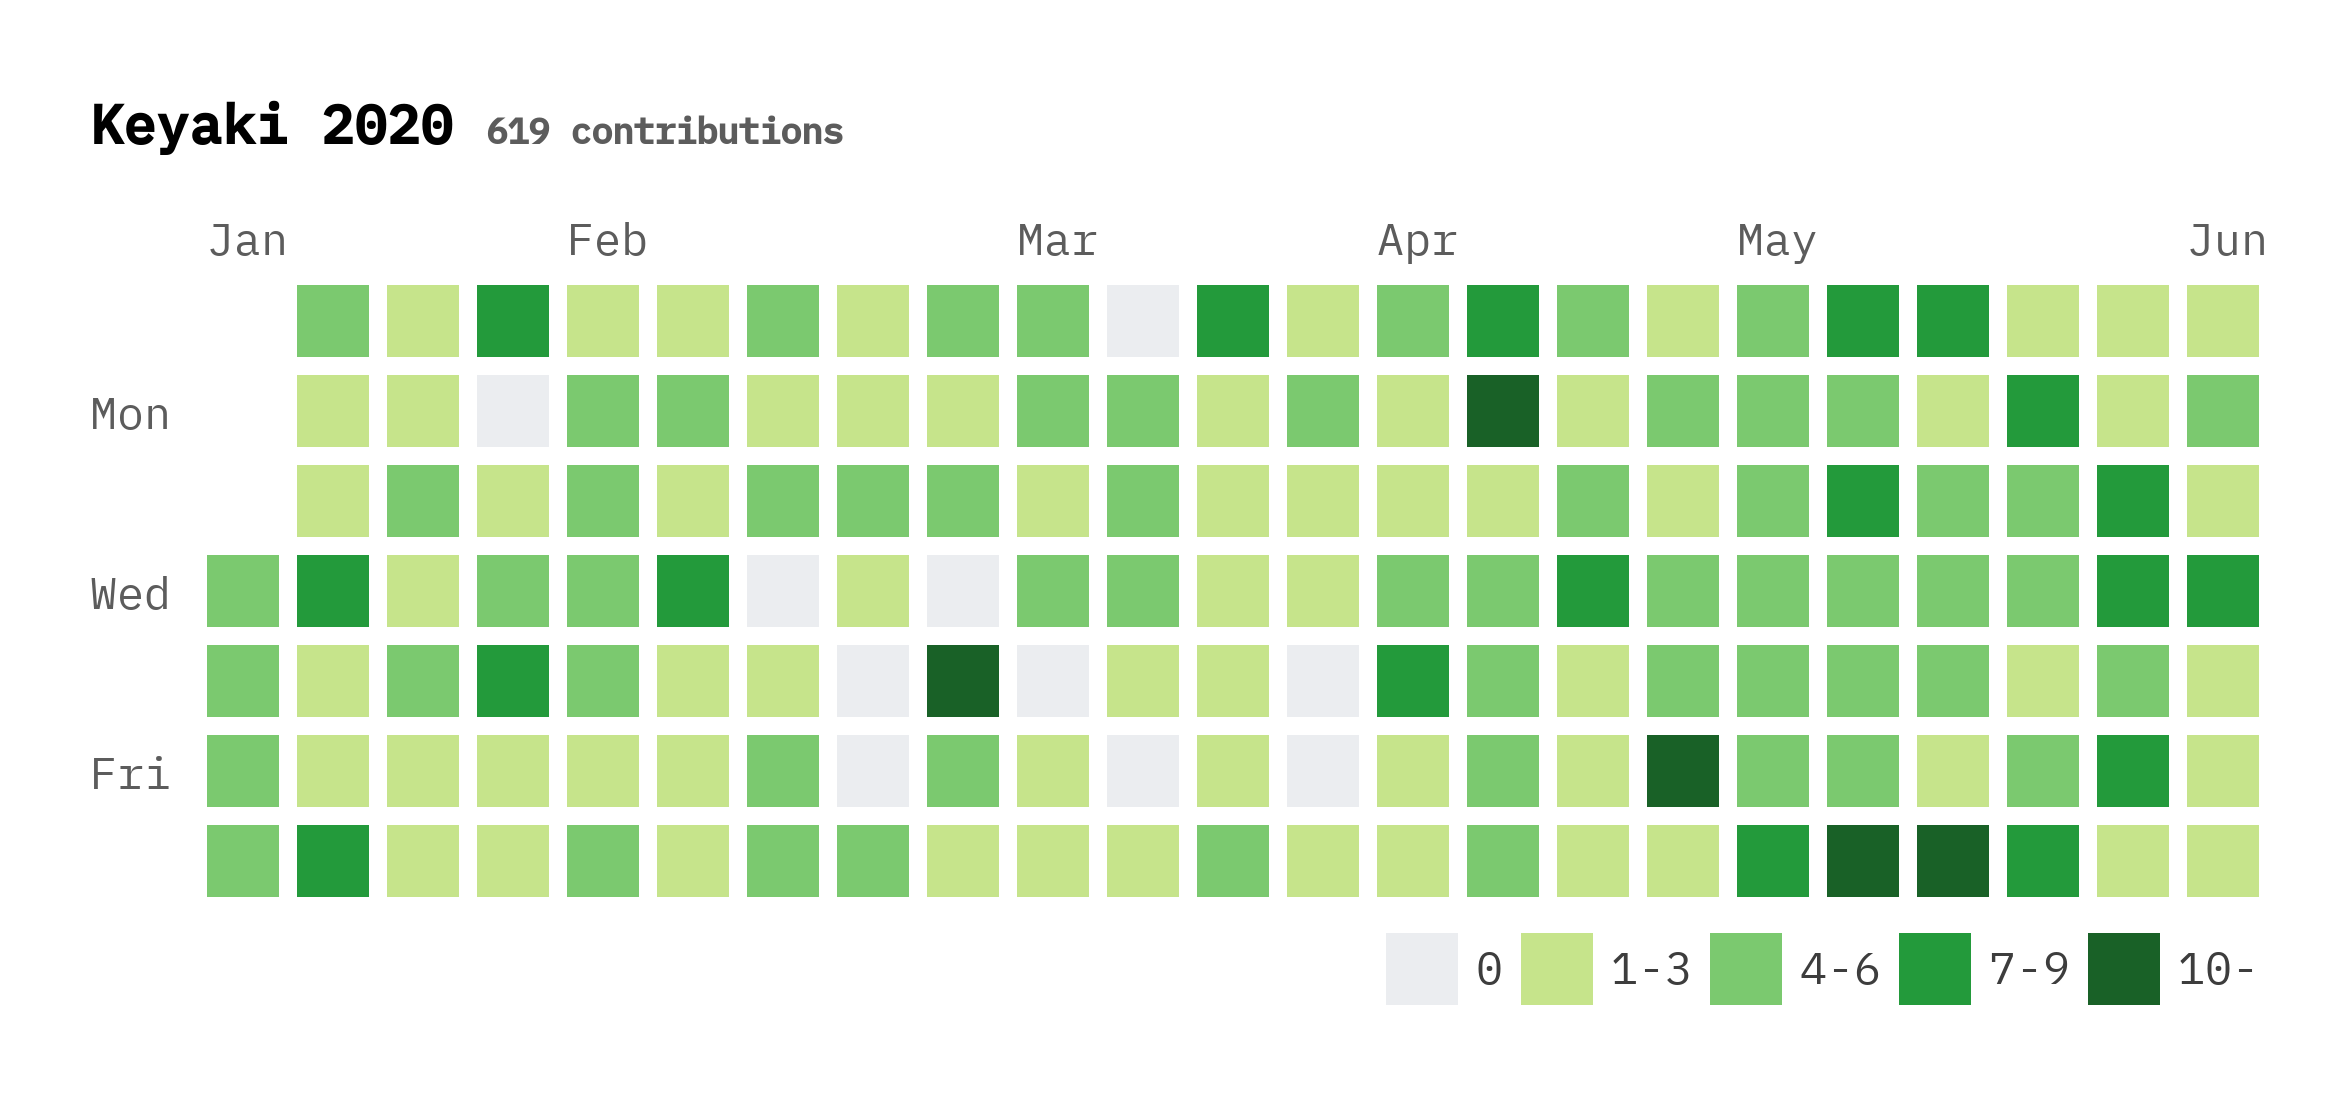 Keyaki 2020 619 contributions
Jan Feb Mar Apr May Jun
Mon
Wed
Fri
0 1-3 4-6 7-9 10-